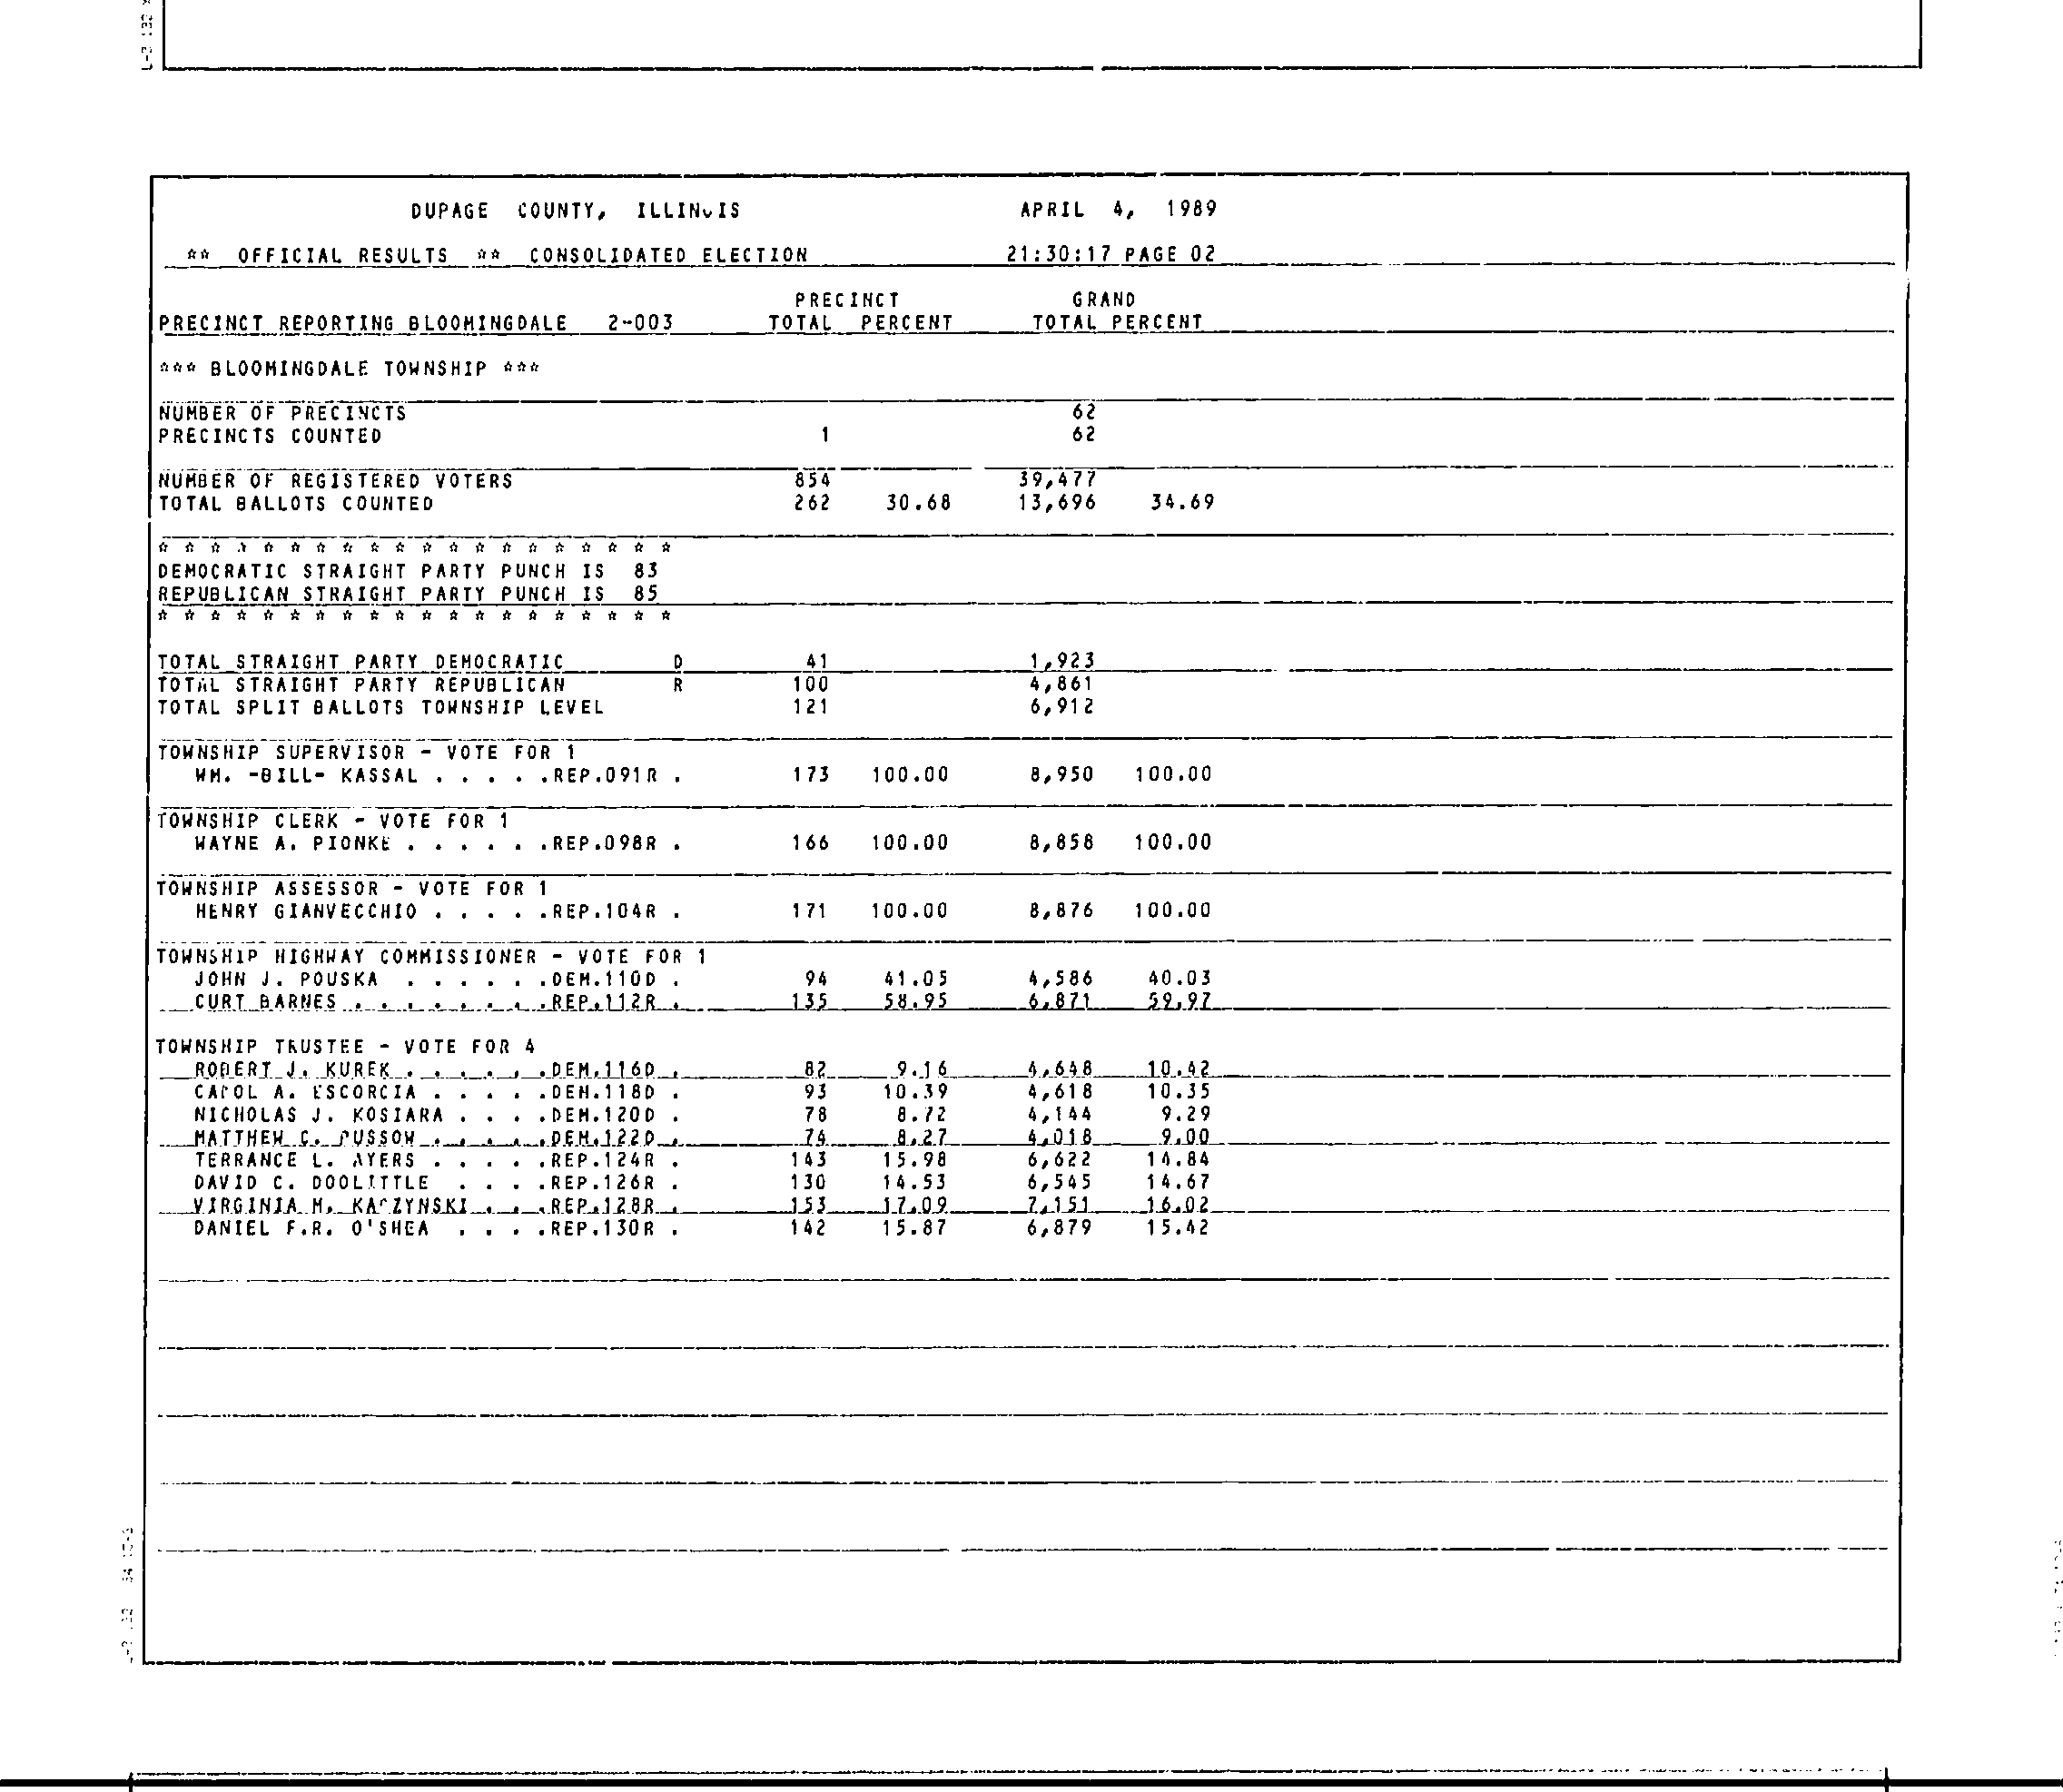 DUPAGE COUNTY, ILLINOIS APRIL 4, 1989
** OFFICIAL RESULTS ** CONSOLIDATED ELECTION 21:30:17 PAGE 02
PRECINCT GRAND
PRECINCT REPORTING BLOOMINGDALE 2-003 TOTAL PERCENT TOTAL PERCENT
*** BLOOMINGDALE TOWNSHIP ***
NUMBER OF PRECINCTS 62
PRECINCTS COUNTED 1 62
NUMBER OF REGISTERED VOTERS 854 39,477
TOTAL BALLOTS COUNTED 262 30.68 13,696 34.69
* * * * * * * * * * * * * * * * * * * *
DEMOCRATIC STRAIGHT PARTY PUNCH IS 83
REPUBLICAN STRAIGHT PARTY PUNCH IS 85
* * * * * * * * * * * * * * * * * * * *
TOTAL STRAIGHT PARTY DEMOCRATIC D 41 1,923
TOTAL STRAIGHT PARTY REPUBLICAN R 100 4,861
TOTAL SPLIT BALLOTS TOWNSHIP LEVEL 121 6,912
TOWNSHIP SUPERVISOR - VOTE FOR 1
WM. -BILL- KASSAL . . . . .REP.091R . 173 100.00 8,950 100.00
TOWNSHIP CLERK - VOTE FOR 1
WAYNE A. PIONKE . . . . . .REP.098R . 166 100.00 8,858 100.00
TOWNSHIP ASSESSOR - VOTE FOR 1
HENRY GIANVECCHIO . . . . .REP.104R . 171 100.00 8,876 100.00
TOWNSHIP HIGHWAY COMMISSIONER - VOTE FOR 1
JOHN J. POUSKA . . . . . .DEM.110D . 94 41.05 4,586 40.03
CURT BARNES . . . . . . . .REP.112R . 135 58.95 6,871 59.97
TOWNSHIP TRUSTEE - VOTE FOR 4
ROBERT J. KUREK . . . . . .DEM.116D . 82 9.16 4,648 10.42
CAROL A. ESCORCIA . . . . .DEM.118D . 93 10.39 4,618 10.35
NICHOLAS J. KOSIARA . . . .DEM.120D . 78 8.72 4,144 9.29
MATTHEW C. . . . . .DEM.122D . 74 8.27 4,018 9.00
TERRANCE L. AYERS . . . . .REP.124R . 143 15.98 6,622 14.84
DAVID C. DOOLITTLE . . . .REP.126R . 130 14.53 6,545 14.67
VIRGINIA M. KACZYNSKI . . .REP.128R . 153 17.09 7,151 16.02
DANIEL F.R. O'SHEA . . . .REP.130R . 142 15.87 6,879 15.42